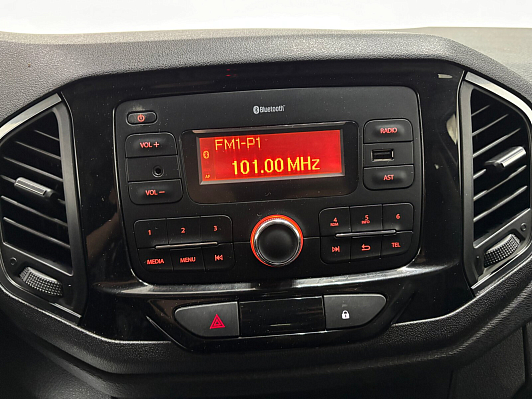 Bluetooth
VOL +
FM1-P1
101.00 MHz
AF
RADIO
VOL −
AST
1 2 3
4 5 6
MEDIA MENU
TEL